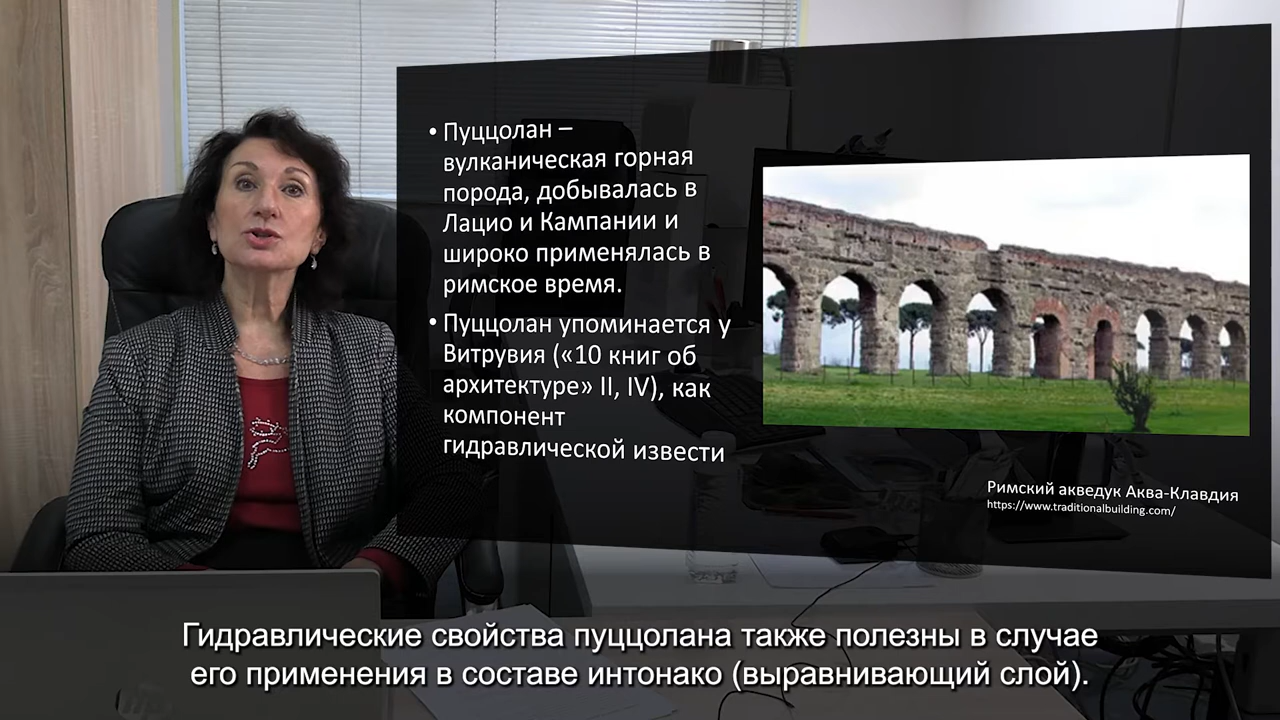 • Пуццолан –
вулканическая горная
порода, добывалась в
Лацио и Кампании и
широко применялась в
римское время.
• Пуццолан упоминается у
Витрувия («10 книг об
архитектуре» II, IV), как
компонент
гидравлической извести
Римский акведук Аква-Клавдия
https://www.traditionalbuilding.com/
Гидравлические свойства пуццолана также полезны в случае
его применения в составе интонако (выравнивающий слой).